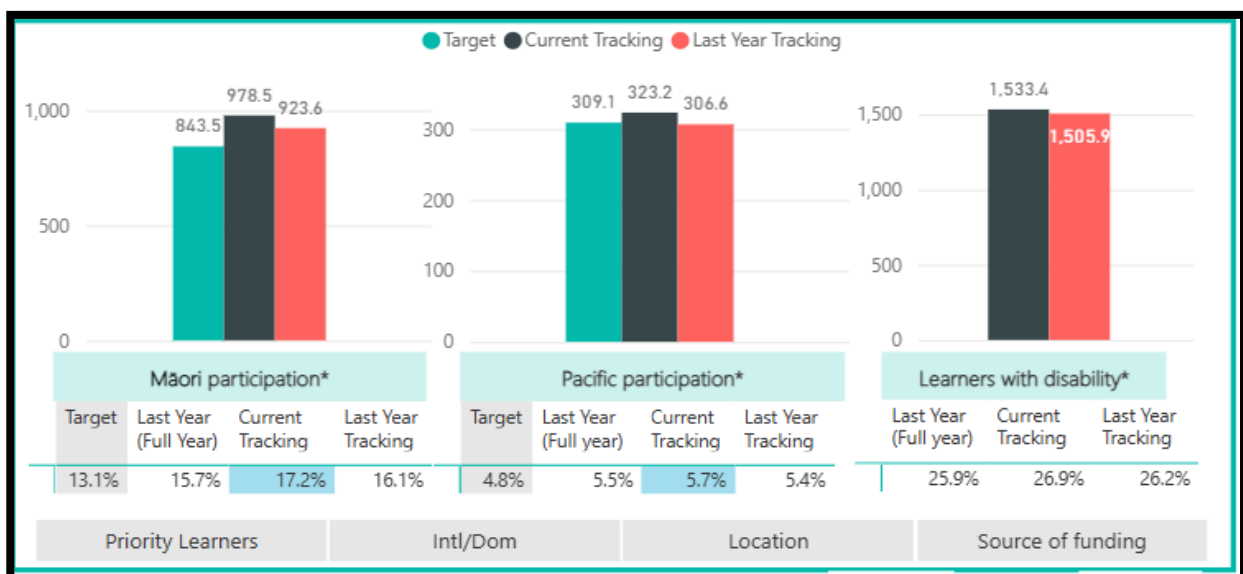 Target Current Tracking Last Year Tracking
1,000
500
0
843.5
978.5
923.6
300
200
100
0
309.1
323.2
306.6
1,500
1,000
500
0
1,533.4
1,505.9
Māori participation*
Target Last Year (Full Year) Current Tracking Last Year Tracking
13.1% 15.7% 17.2% 16.1%
Pacific participation*
Target Last Year (Full year) Current Tracking Last Year Tracking
4.8% 5.5% 5.7% 5.4%
Learners with disability*
Last Year (Full year) Current Tracking Last Year Tracking
25.9% 26.9% 26.2%
Priority Learners Intl/Dom Location Source of funding